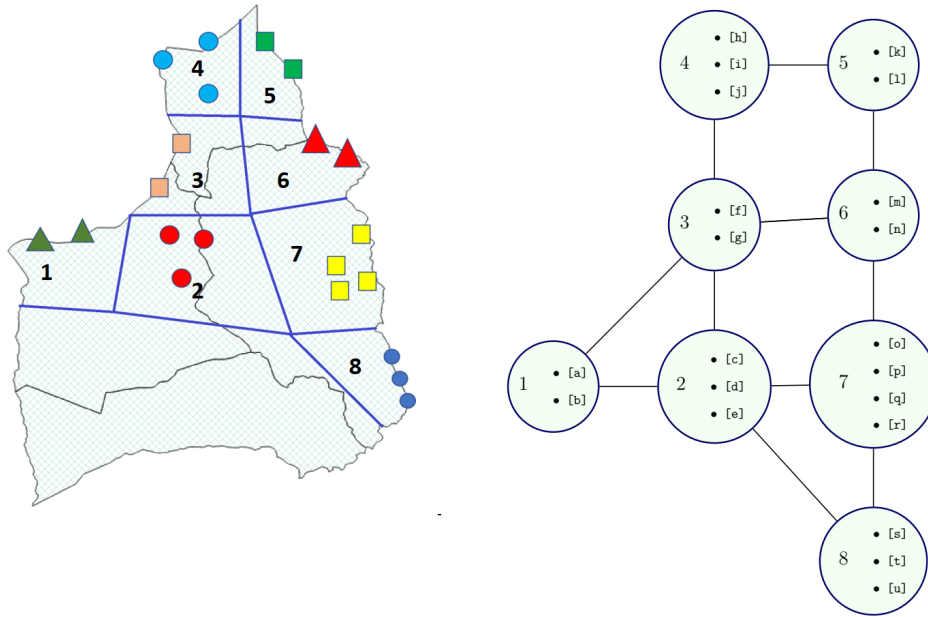 4
5
3
6
1
2
7
8
4
[h]
[i]
[j]
5
[k]
[l]
3
[f]
[g]
6
[m]
[n]
1
[a]
[b]
2
[c]
[d]
[e]
7
[o]
[p]
[q]
[r]
8
[s]
[t]
[u]